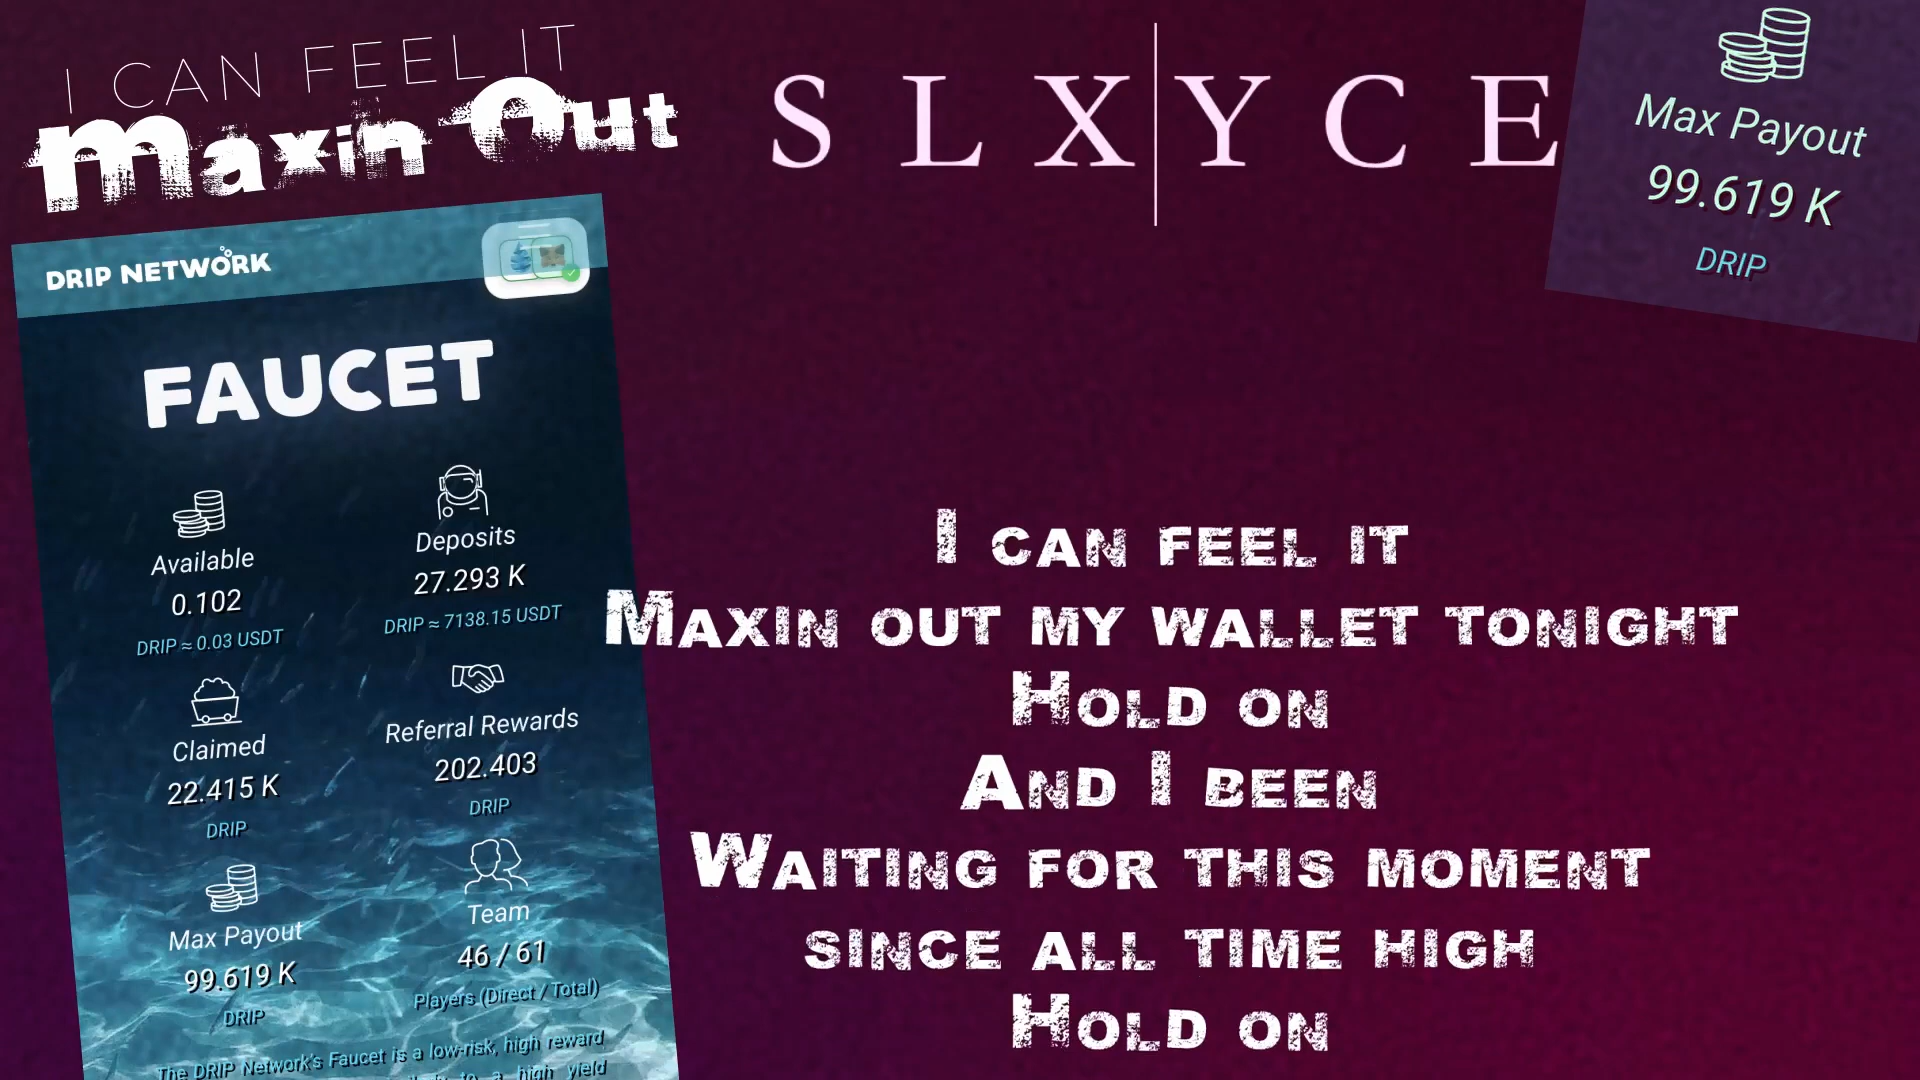 I CAN FEEL IT
Maxin Out
SLXYCE
Max Payout
99.619 K
DRIP
DRIP NETWORK
FAUCET
Available
0.102
DRIP ≈ 0.03 USDT
Deposits
27.293 K
DRIP ≈ 7138.15 USDT
Claimed
22.415 K
DRIP
Referral Rewards
202.403
DRIP
Max Payout
99.619 K
DRIP
Team
46 / 61
Players (Direct / Total)
The DRIP Network's Faucet is a low-risk, high reward
to a high yield
I CAN FEEL IT
MAXIN OUT MY WALLET TONIGHT
HOLD ON
AND I BEEN
WAITING FOR THIS MOMENT
SINCE ALL TIME HIGH
HOLD ON